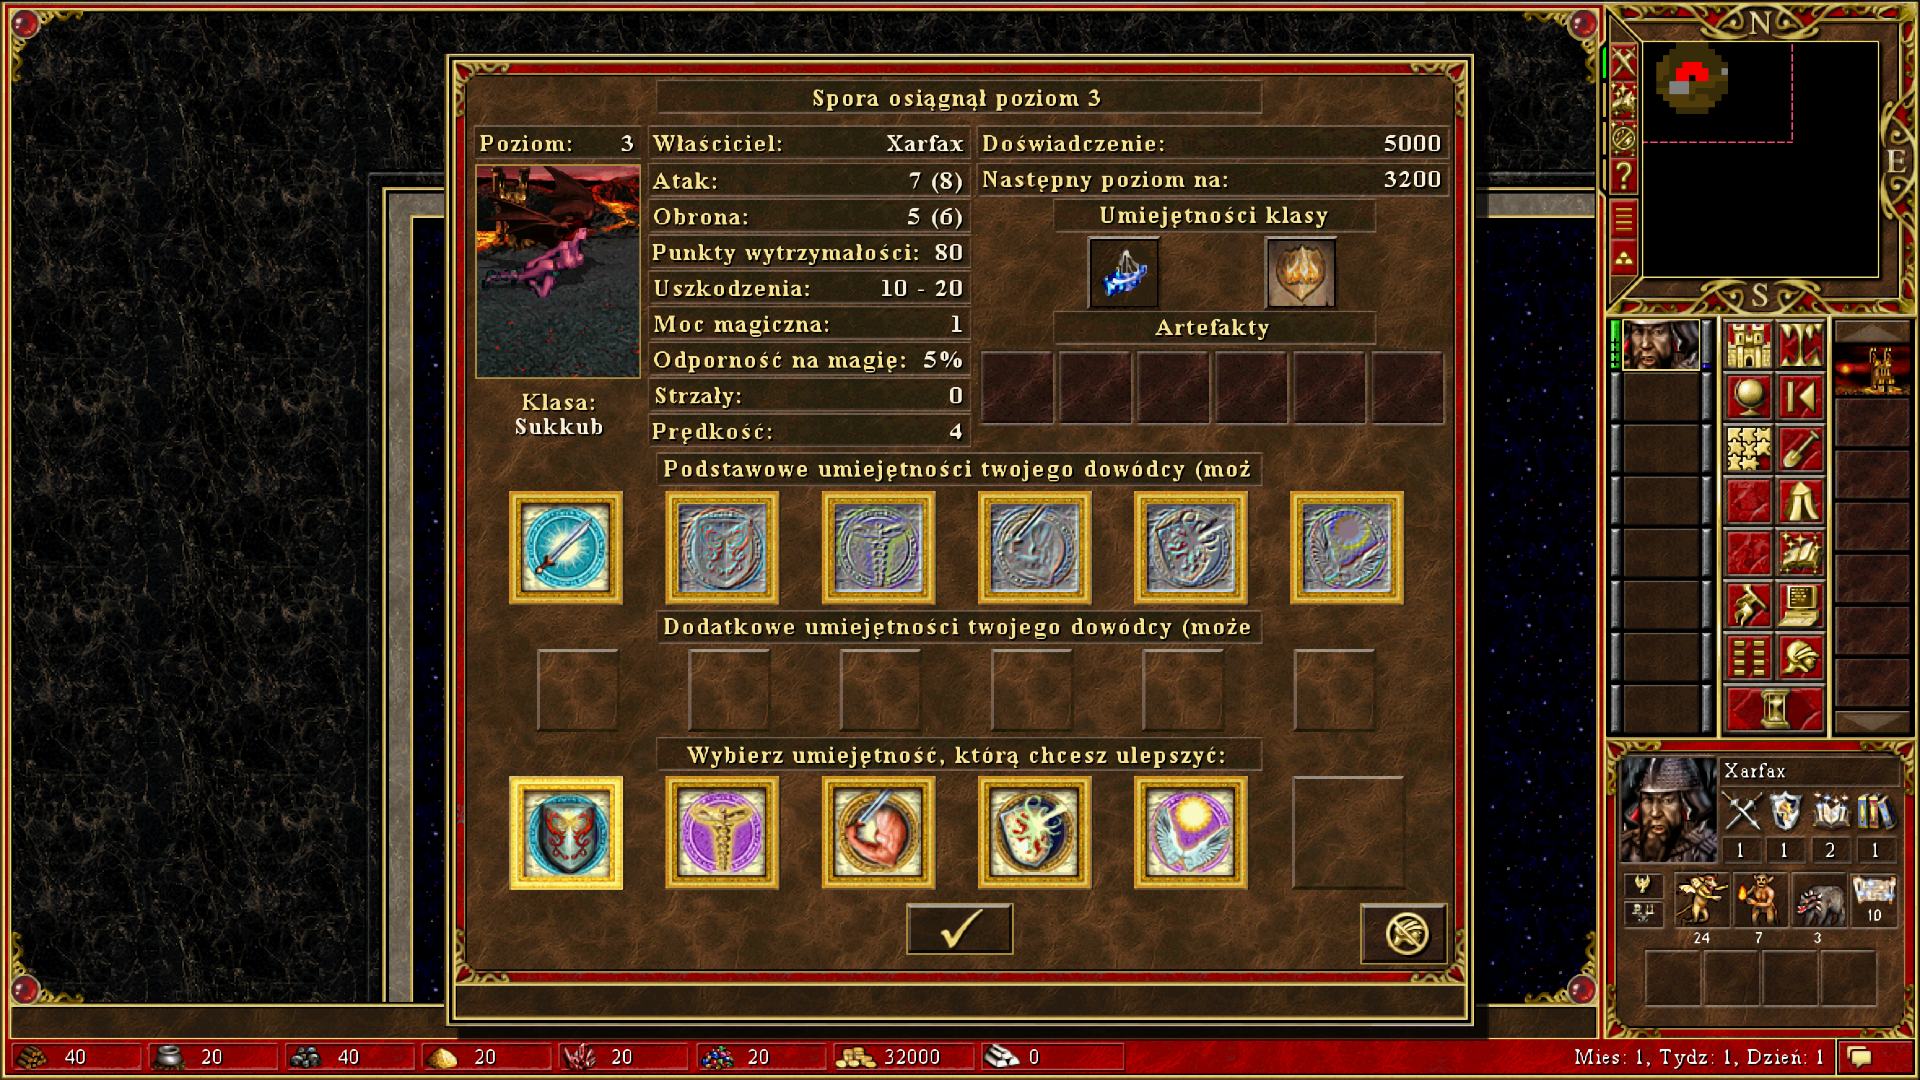 N
Spora osiągnął poziom 3
Poziom: 3
Właściciel: Xarfax
Doświadczenie: 5000
Atak: 7 (8)
Następny poziom na: 3200
Obrona: 5 (6)
Umiejętności klasy
Punkty wytrzymałości: 80
Uszkodzenia: 10 - 20
Moc magiczna: 1
Artefakty
Odporność na magię: 5%
Strzały: 0
Prędkość: 4
Klasa:
Sukkub
Podstawowe umiejętności twojego dowódcy (moż
Dodatkowe umiejętności twojego dowódcy (może
Wybierz umiejętność, którą chcesz ulepszyć:
E
?
S
Xarfax
1 1 2 1
10
24 7 3
40 20 40 20 20 20 32000 0
Mies: 1, Tydz: 1, Dzień: 1